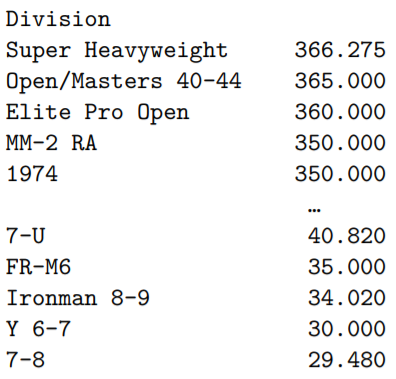 Division
Super Heavyweight 366.275
Open/Masters 40-44 365.000
Elite Pro Open 360.000
MM-2 RA 350.000
1974 350.000
…
7-U 40.820
FR-M6 35.000
Ironman 8-9 34.020
Y 6-7 30.000
7-8 29.480